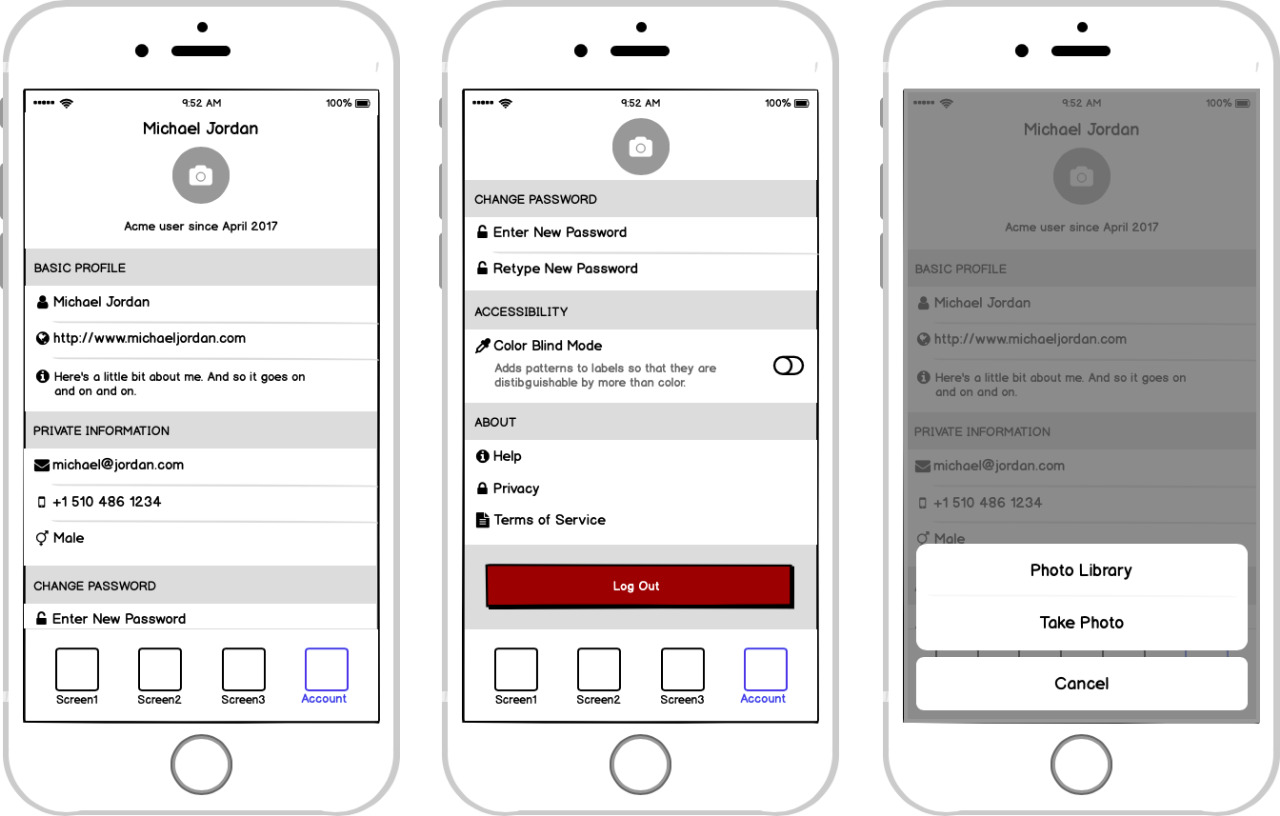 9:52 AM
100%
Michael Jordan
Acme user since April 2017
BASIC PROFILE
Michael Jordan
http://www.michaeljordan.com
Here's a little bit about me. And so it goes on
and on and on.
PRIVATE INFORMATION
michael@jordan.com
+1 510 486 1234
Male
CHANGE PASSWORD
Enter New Password
Screen1
Screen2
Screen3
Account
9:52 AM
100%
CHANGE PASSWORD
Enter New Password
Retype New Password
ACCESSIBILITY
Color Blind Mode
Adds patterns to labels so that they are
distibguishable by more than color.
ABOUT
Help
Privacy
Terms of Service
Log Out
Screen1
Screen2
Screen3
Account
9:52 AM
100%
Michael Jordan
Acme user since April 2017
BASIC PROFILE
Michael Jordan
http://www.michaeljordan.com
Here's a little bit about me. And so it goes on
and on and on.
PRIVATE INFORMATION
michael@jordan.com
+1 510 486 1234
Male
Photo Library
Take Photo
Cancel